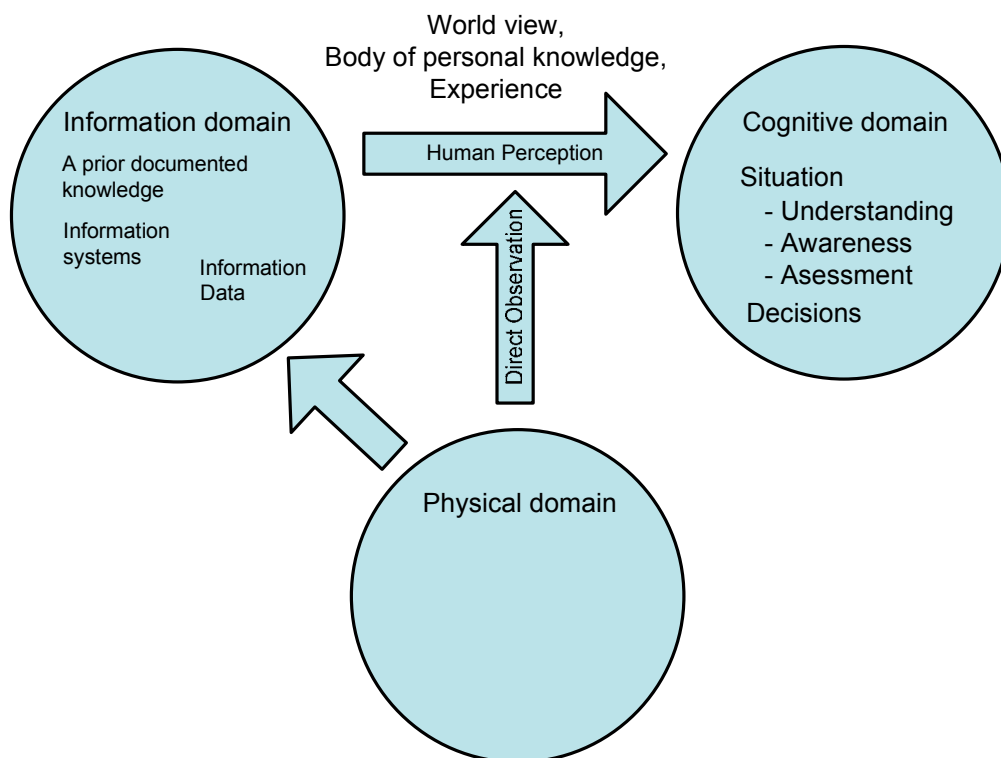 World view,
Body of personal knowledge,
Experience
Information domain
A prior documented
knowledge
Information
systems
Information
Data
Human Perception
Direct Observation
Cognitive domain
Situation
- Understanding
- Awareness
- Asessment
Decisions
Physical domain